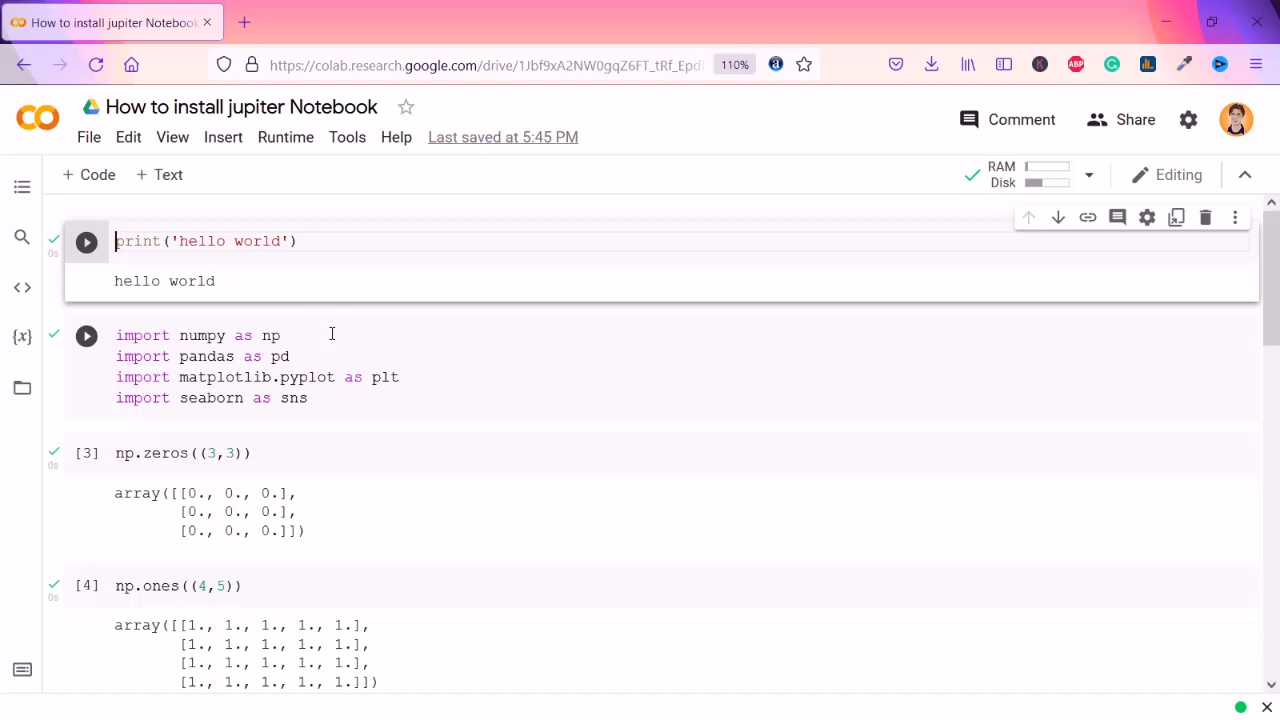 How to install jupiter Notebook
https://colab.research.google.com/drive/1Jbf9xA2NW0gqZ6FT_tRf_Epdl
110%
How to install jupiter Notebook
File Edit View Insert Runtime Tools Help Last saved at 5:45 PM
Comment Share
+ Code + Text
RAM
Disk
Editing
print('hello world')
0s
hello world
import numpy as np
import pandas as pd
import matplotlib.pyplot as plt
import seaborn as sns
[3] np.zeros((3,3))
0s
array([[0., 0., 0.],
[0., 0., 0.],
[0., 0., 0.]])
[4] np.ones((4,5))
0s
array([[1., 1., 1., 1., 1.],
[1., 1., 1., 1., 1.],
[1., 1., 1., 1., 1.],
[1., 1., 1., 1., 1.]])